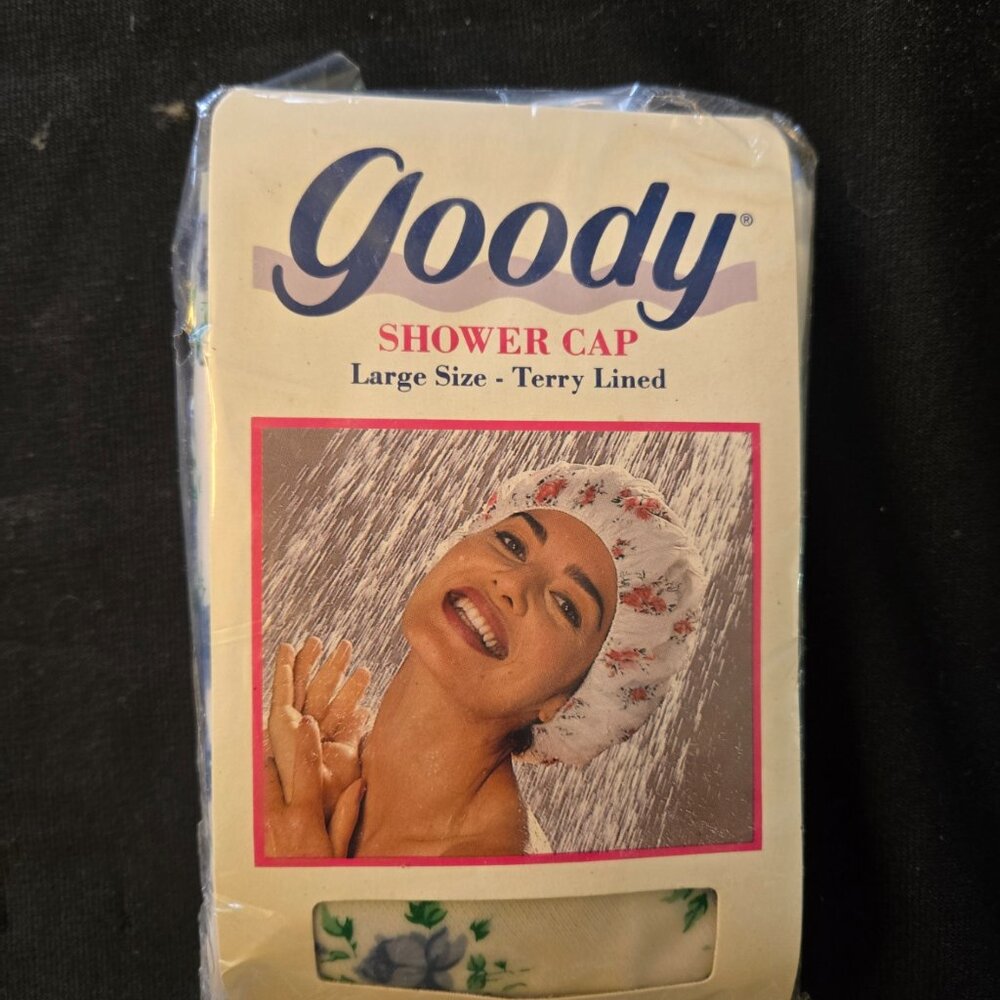 goody®
SHOWER CAP
Large Size - Terry Lined